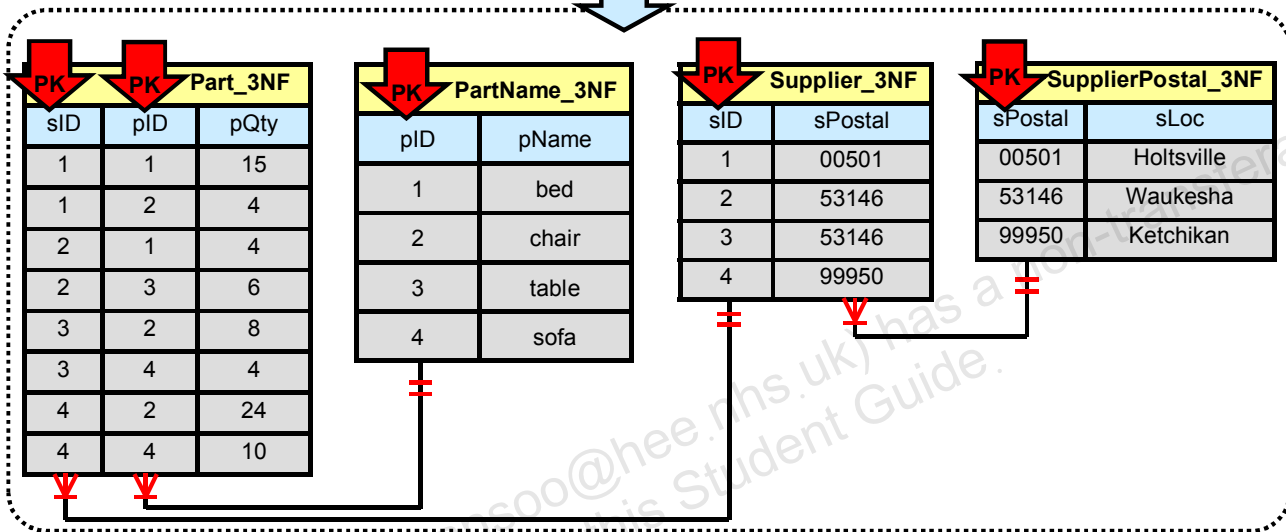 PK PK Part_3NF
sID pID pQty
1 1 15
1 2 4
2 1 4
2 3 6
3 2 8
3 4 4
4 2 24
4 4 10
PK PartName_3NF
pID pName
1 bed
2 chair
3 table
4 sofa
PK Supplier_3NF
sID sPostal
1 00501
2 53146
3 53146
4 99950
PK SupplierPostal_3NF
sPostal sLoc
00501 Holtsville
53146 Waukesha
99950 Ketchikan
nsoo@hee.nhs.uk) has a non-transfera
his Student Guide.